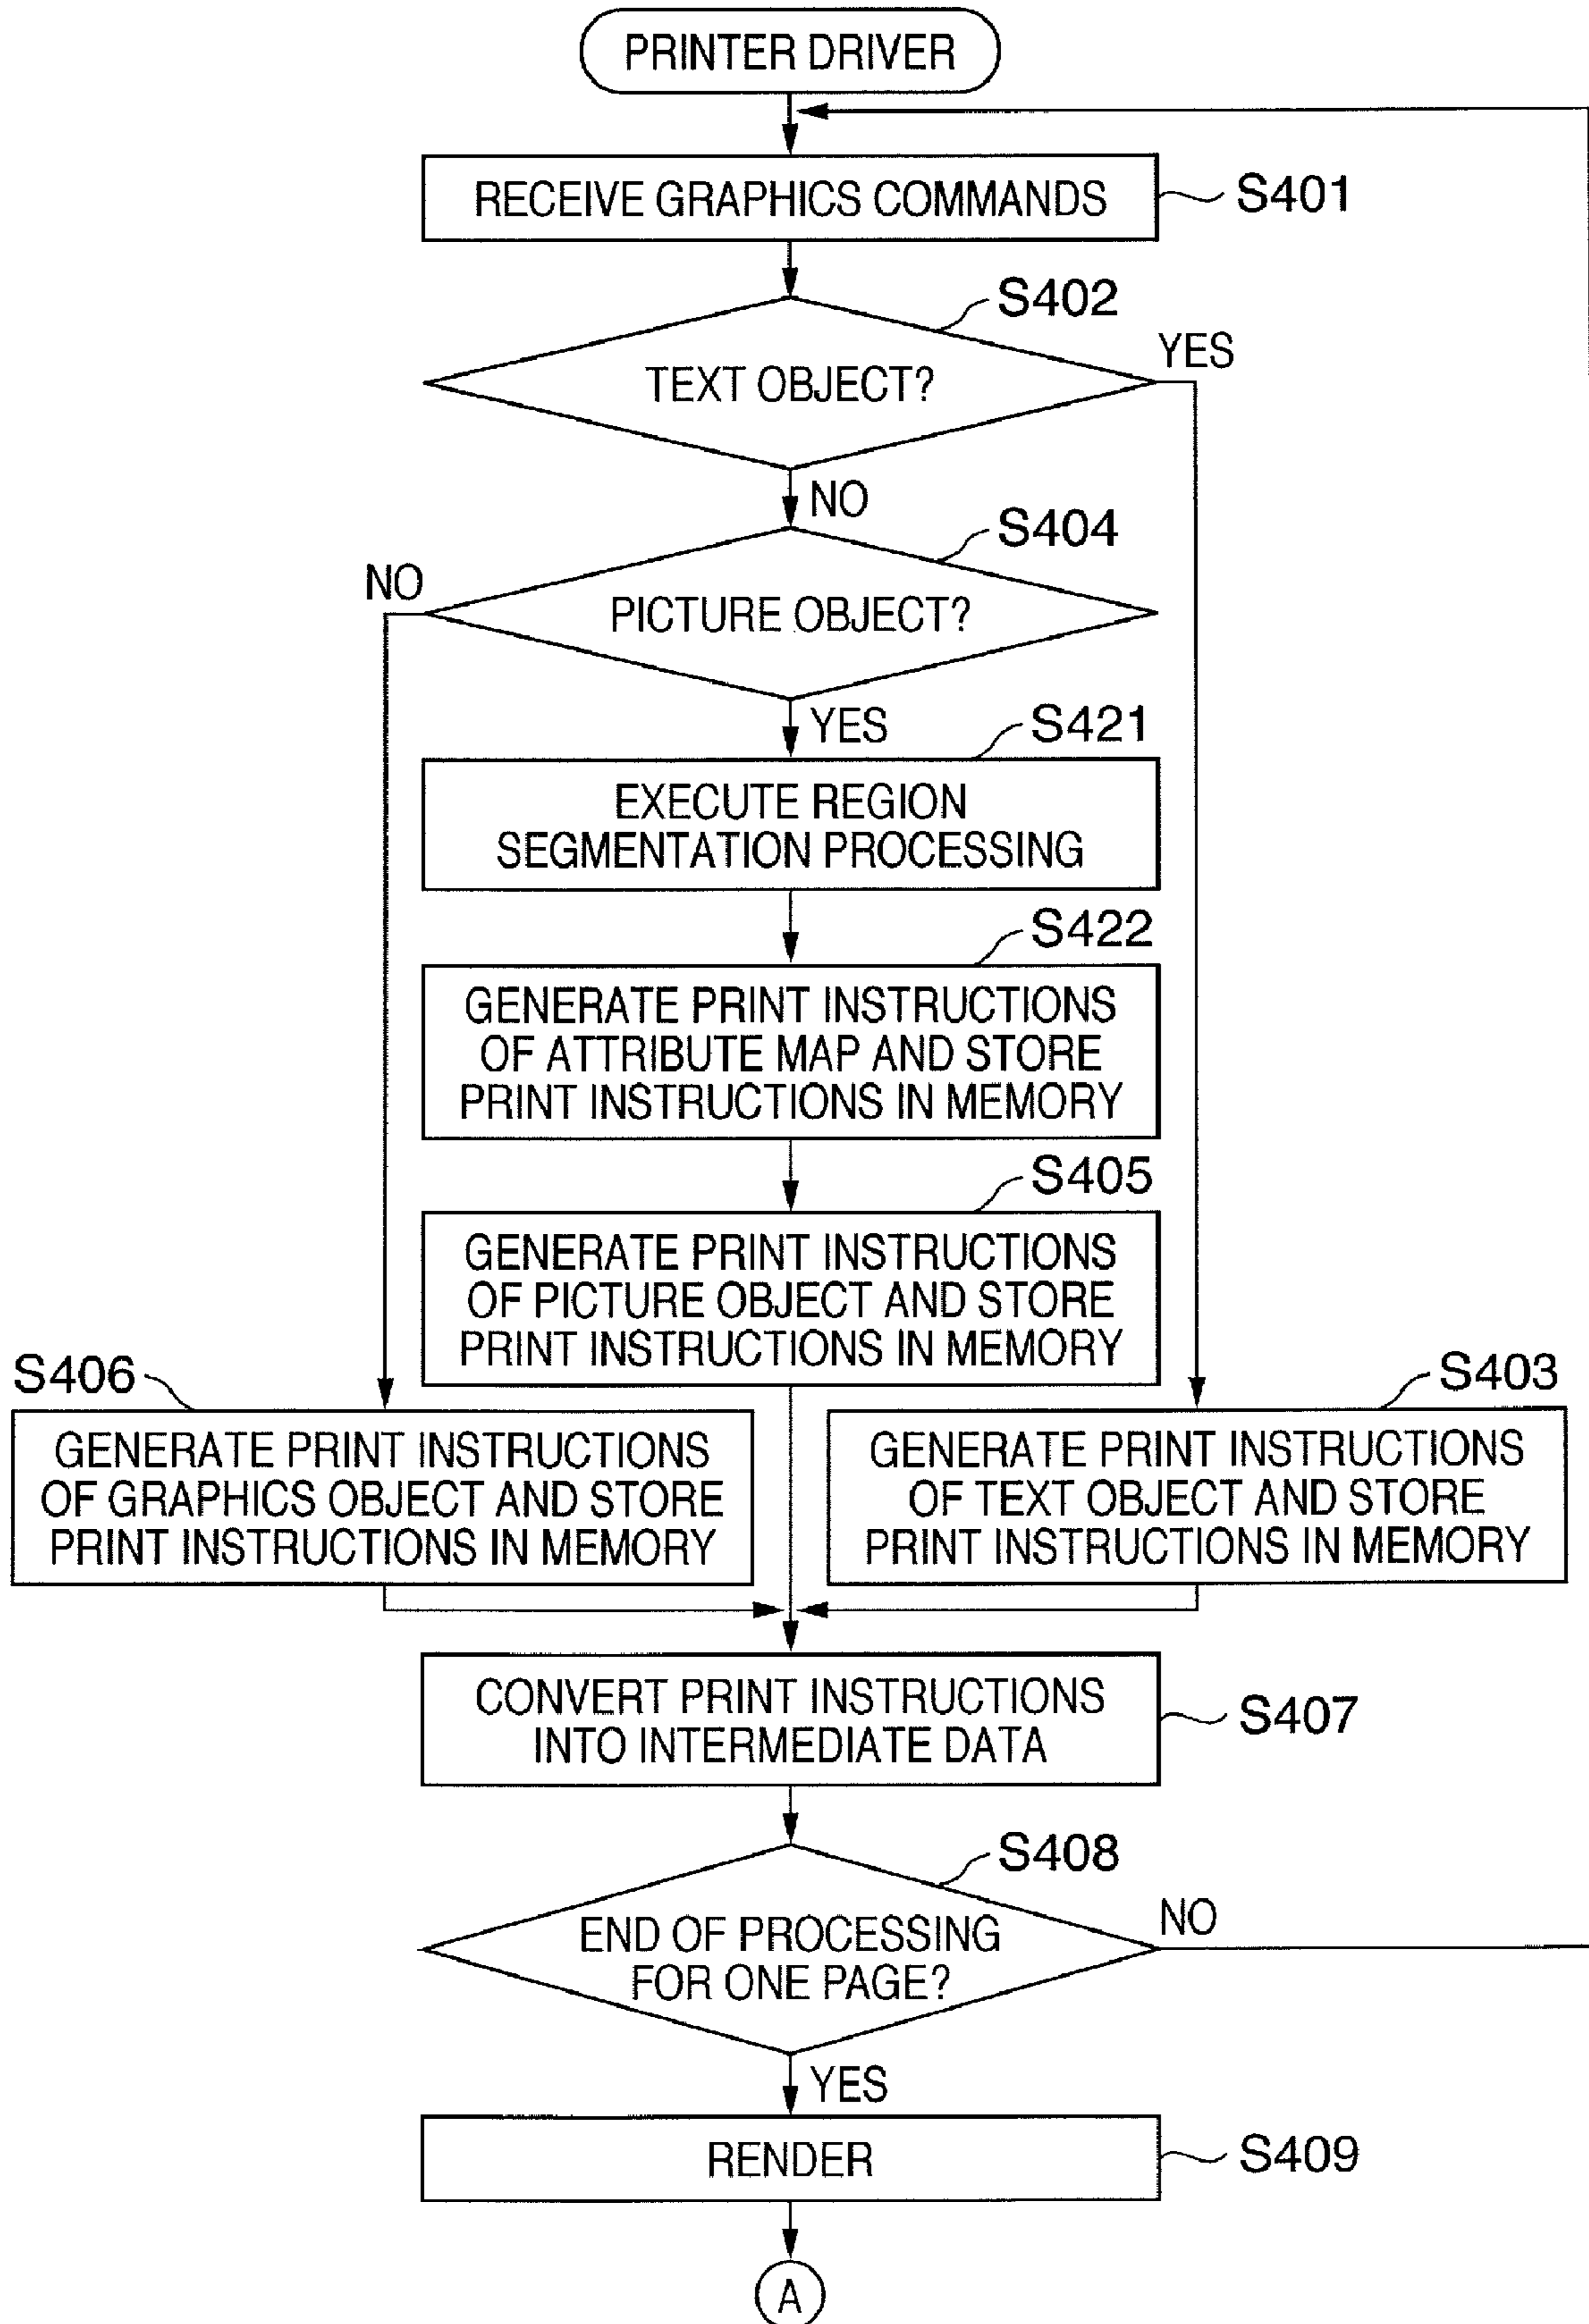 PRINTER DRIVER
RECEIVE GRAPHICS COMMANDS
S401
S402
TEXT OBJECT?
YES
NO
S404
NO
PICTURE OBJECT?
YES
S421
EXECUTE REGION
SEGMENTATION PROCESSING
S422
GENERATE PRINT INSTRUCTIONS
OF ATTRIBUTE MAP AND STORE
PRINT INSTRUCTIONS IN MEMORY
S405
GENERATE PRINT INSTRUCTIONS
OF PICTURE OBJECT AND STORE
PRINT INSTRUCTIONS IN MEMORY
S406
GENERATE PRINT INSTRUCTIONS
OF GRAPHICS OBJECT AND STORE
PRINT INSTRUCTIONS IN MEMORY
S403
GENERATE PRINT INSTRUCTIONS
OF TEXT OBJECT AND STORE
PRINT INSTRUCTIONS IN MEMORY
CONVERT PRINT INSTRUCTIONS
INTO INTERMEDIATE DATA
S407
S408
END OF PROCESSING
FOR ONE PAGE?
NO
YES
RENDER
S409
A